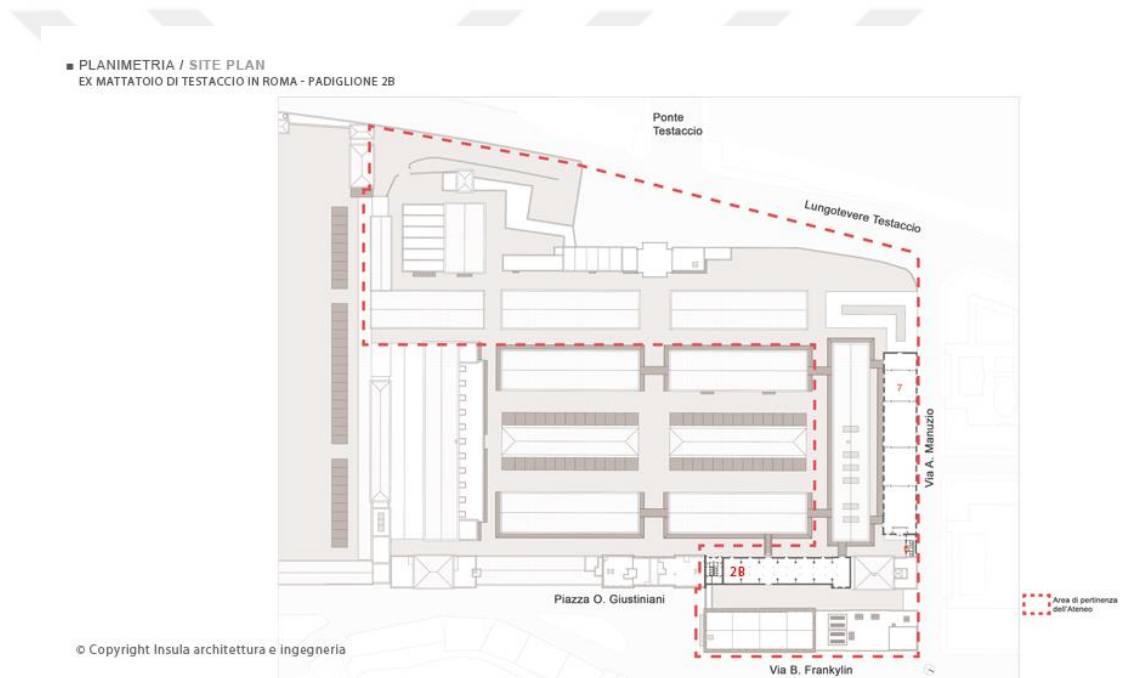 PLANIMETRIA / SITE PLAN
EX MATTATOIO DI TESTACCIO IN ROMA - PADIGLIONE 2B
Ponte
Testaccio
Lungotevere Testaccio
7
Via A. Manuzio
2B
Piazza O. Giustiniani
Area di pertinenza
dell'Ateneo
© Copyright Insula architettura e ingegneria
Via B. Frankylin